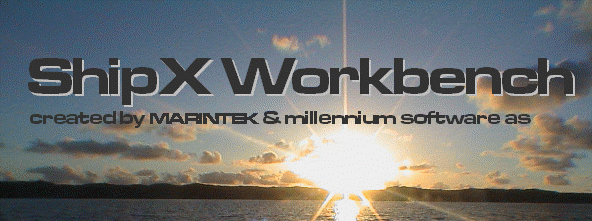 ShipX Workbench
created by MARINTEK & millennium software as